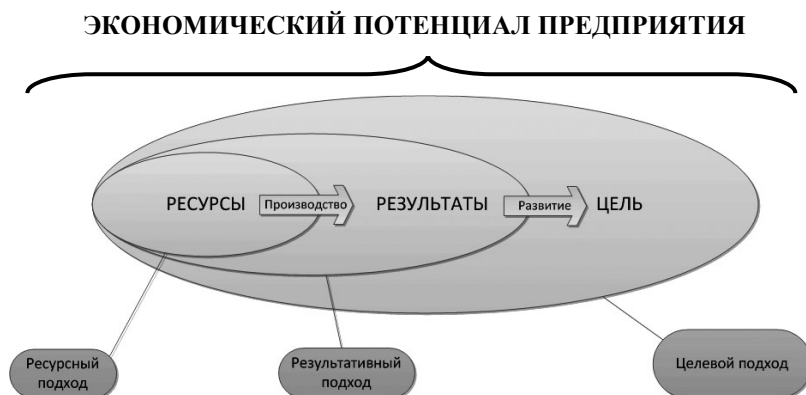 ЭКОНОМИЧЕСКИЙ ПОТЕНЦИАЛ ПРЕДПРИЯТИЯ
РЕСУРСЫ
Производство
РЕЗУЛЬТАТЫ
Развитие
ЦЕЛЬ
Ресурсный
подход
Результативный
подход
Целевой подход